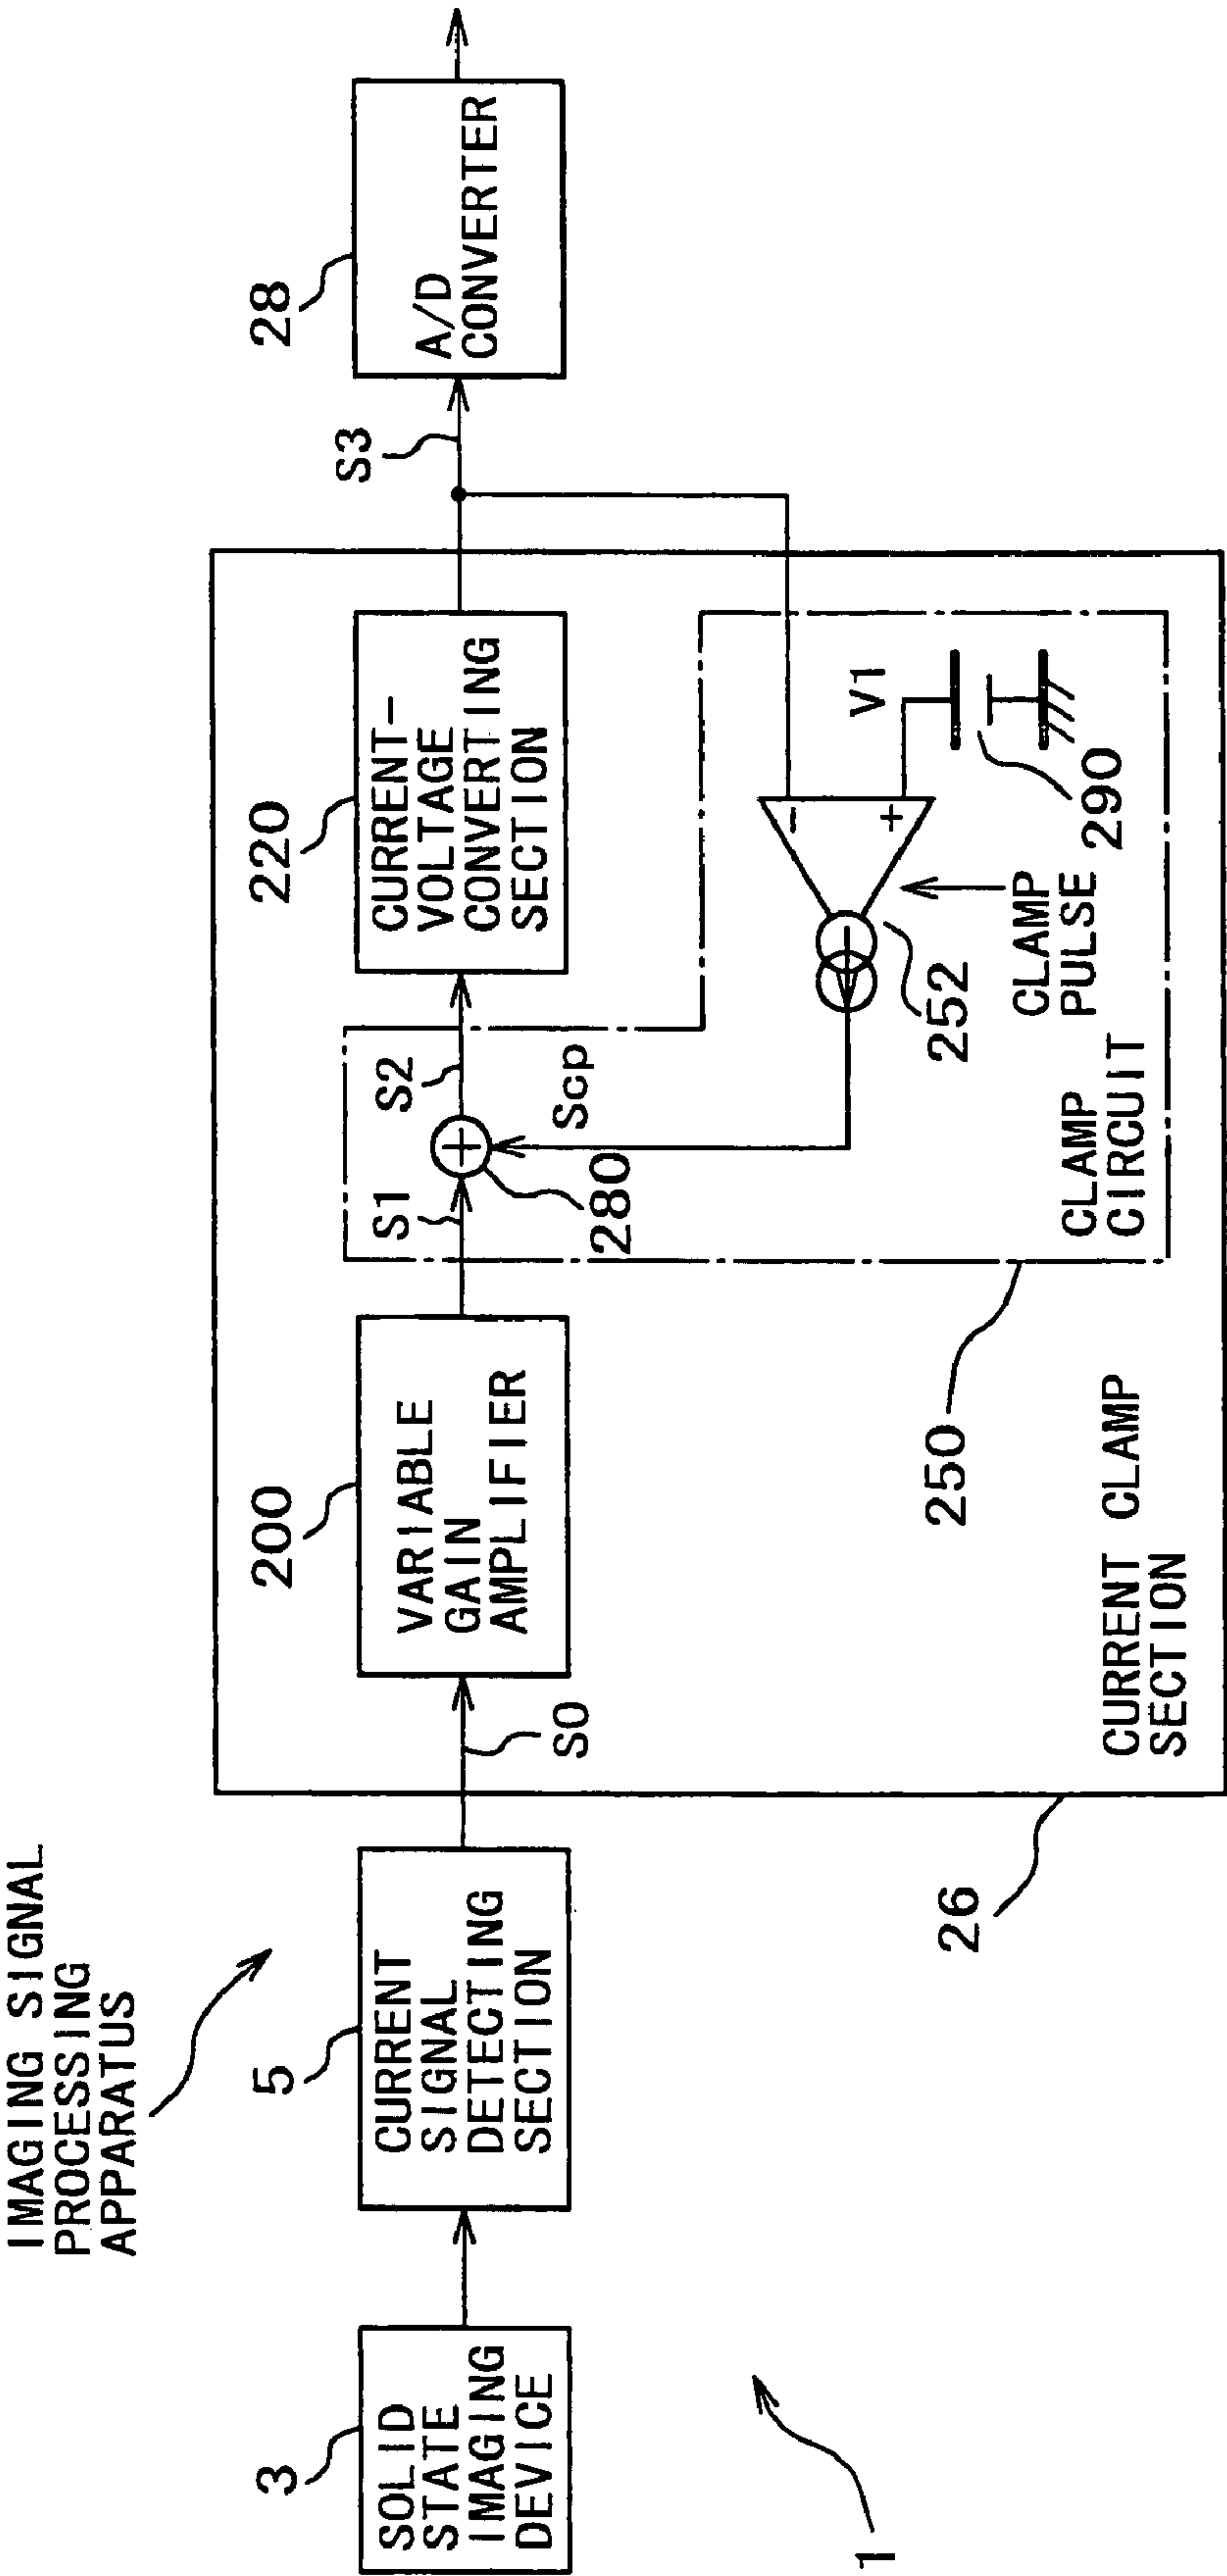 IMAGING SIGNAL
PROCESSING
APPARATUS
3
SOLID
STATE
IMAGING
DEVICE
5
CURRENT
SIGNAL
DETECTING
SECTION
S0
200
VARIABLE
GAIN
AMPLIFIER
S1
+
280
S2
Scp
220
CURRENT-
VOLTAGE
CONVERTING
SECTION
S3
28
A/D
CONVERTER
-
+
V1
290
252
CLAMP
PULSE
CLAMP
CIRCUIT
250
CURRENT CLAMP
SECTION
26
1